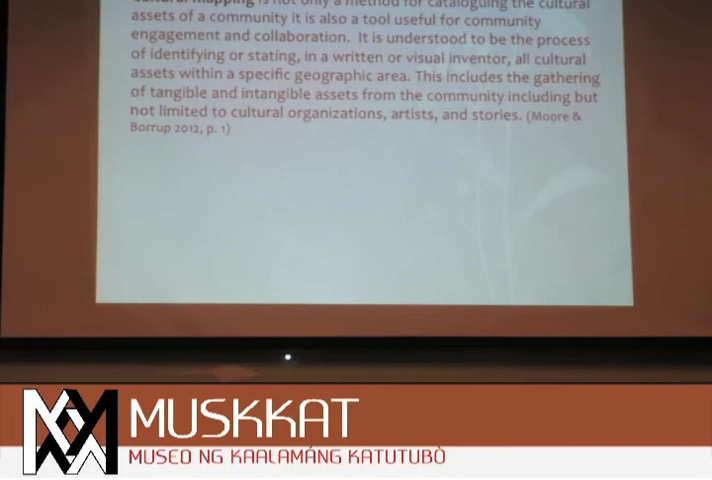 Cultural mapping is not only a method for cataloguing the cultural
assets of a community it is also a tool useful for community
engagement and collaboration. It is understood to be the process
of identifying or stating, in a written or visual inventor, all cultural
assets within a specific geographic area. This includes the gathering
of tangible and intangible assets from the community including but
not limited to cultural organizations, artists, and stories. (Moore &
Borrup 2012, p. 1)
MUSKKAT
MUSEO NG KAALAMÁNG KATUTUBÒ